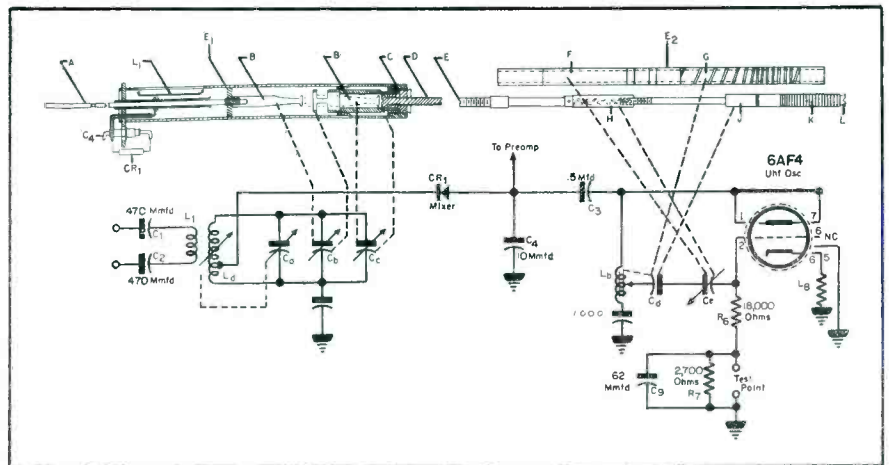 A
L1
E1
B
B
C
D
E
F
E2
G
H
J
K
L
C4
CR1
To Preamp
6AF4
Uhf Osc
CR1
Mixer
.5 Mfd
C3
470 Mmfd
C1
L1
C2
470 Mmfd
Ld
Ca
Cb
Cc
C4
10 Mmfd
Lb
Cd
Ce
1000
1
7
2
6
NC
6
5
L8
18,000
Ohms
R6
62
Mmfd
C9
2,700
Ohms
R7
Test
Point